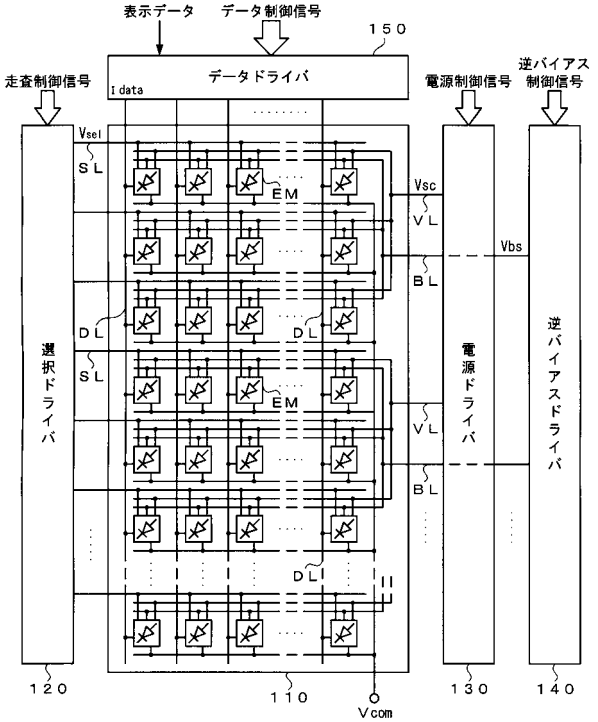 表示データ
データ制御信号
150
走査制御信号
データドライバ
電源制御信号
逆バイアス
制御信号
Idata
Vsel
SL
EM
Vsc
VL
Vbs
BL
DL
DL
SL
EM
VL
BL
DL
選択ドライバ
電源ドライバ
逆バイアスドライバ
120
110
130
140
Vcom